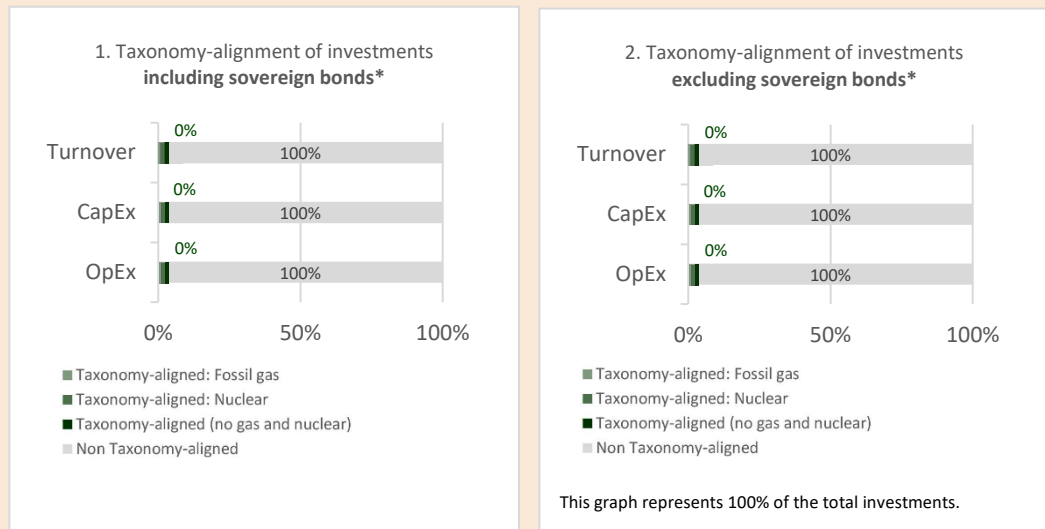 1. Taxonomy-alignment of investments
including sovereign bonds*
0%
Turnover
100%
0%
CapEx
100%
0%
OpEx
100%
0%
50%
100%
Taxonomy-aligned: Fossil gas
Taxonomy-aligned: Nuclear
Taxonomy-aligned (no gas and nuclear)
Non Taxonomy-aligned
2. Taxonomy-alignment of investments
excluding sovereign bonds*
0%
Turnover
100%
0%
CapEx
100%
0%
OpEx
100%
0%
50%
100%
Taxonomy-aligned: Fossil gas
Taxonomy-aligned: Nuclear
Taxonomy-aligned (no gas and nuclear)
Non Taxonomy-aligned
This graph represents 100% of the total investments.